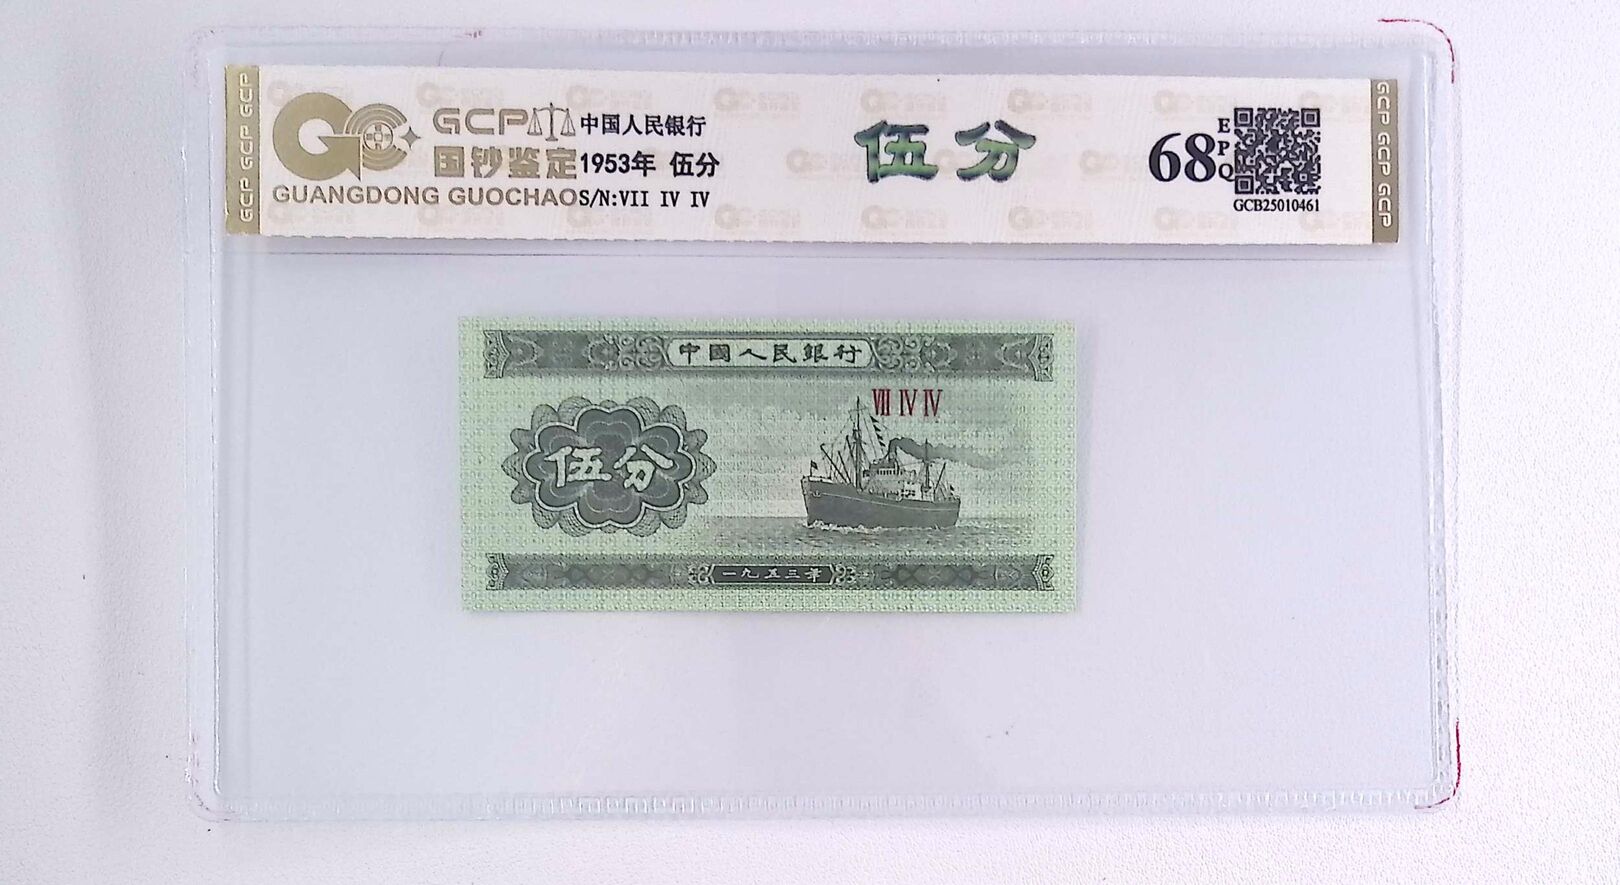 GCP 中国人民银行
国钞鉴定 1953年 伍分
GUANGDONG GUOCHAO S/N:VII IV IV
伍分
68 EPQ
GCB25010461
GCP GCP GCP
GCP GCP GCP
中國人民銀行
VII IV IV
伍分
一九五三年